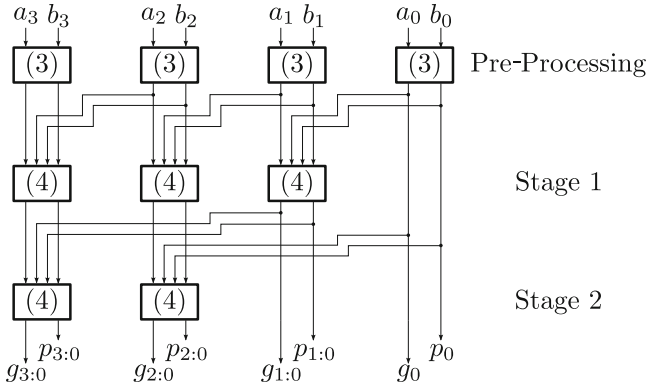 a₃ b₃ a₂ b₂ a₁ b₁ a₀ b₀
(3) (3) (3) (3) Pre-Processing
(4) (4) (4) Stage 1
(4) (4) Stage 2
p₃:₀ p₂:₀ p₁:₀ p₀
g₃:₀ g₂:₀ g₁:₀ g₀